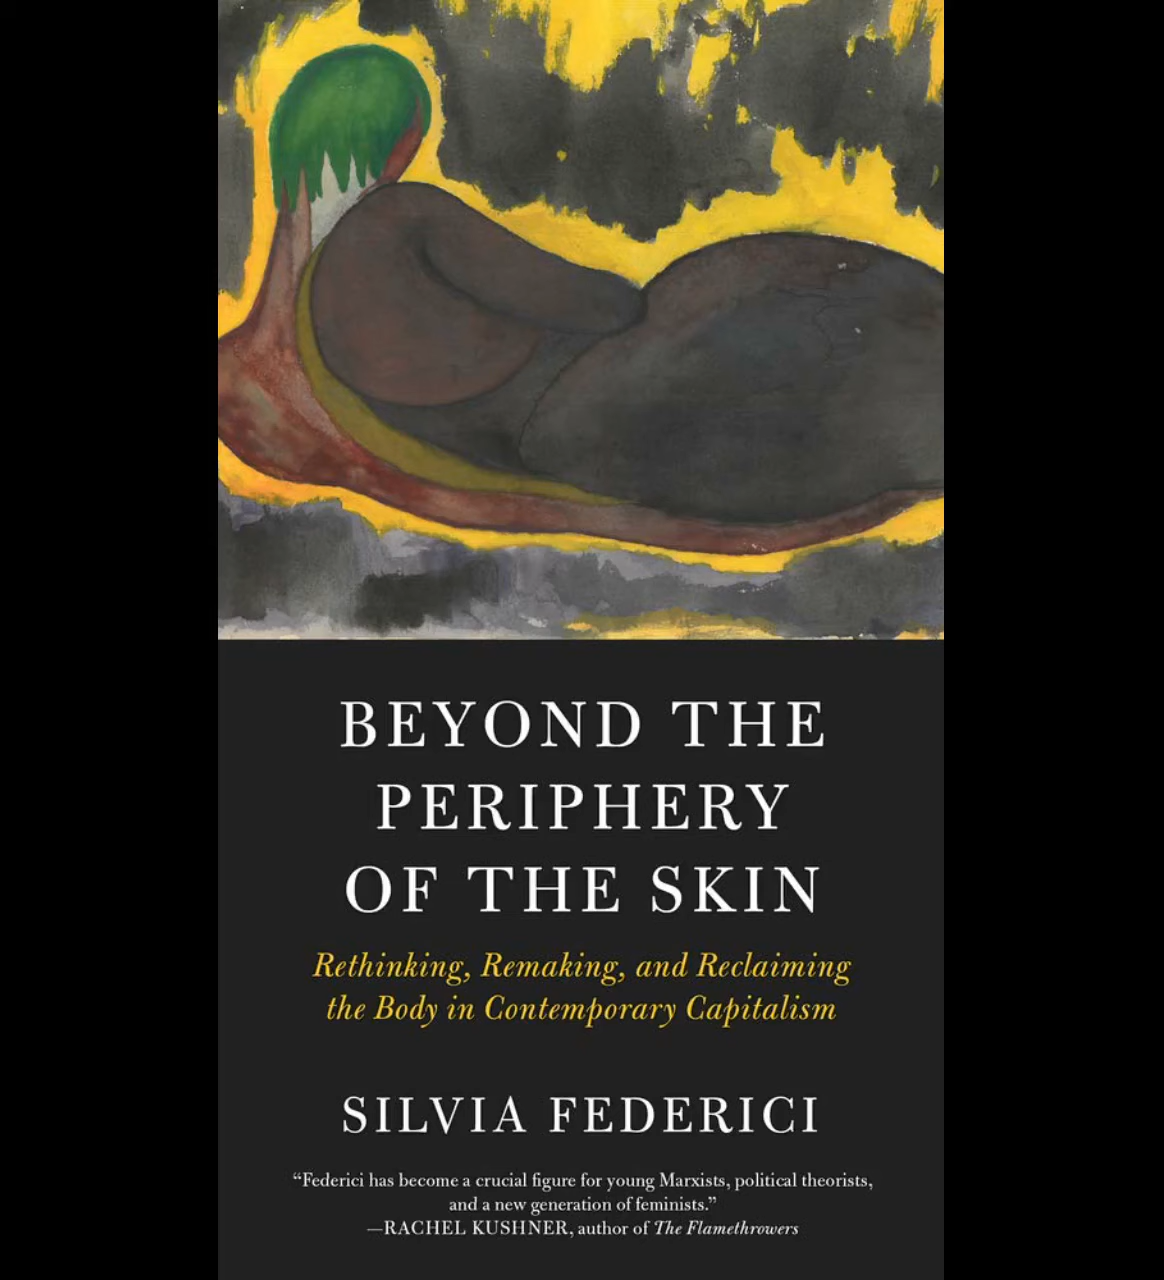 BEYOND THE
PERIPHERY
OF THE SKIN
Rethinking, Remaking, and Reclaiming
the Body in Contemporary Capitalism
SILVIA FEDERICI
“Federici has become a crucial figure for young Marxists, political theorists,
and a new generation of feminists.”
—RACHEL KUSHNER, author of The Flamethrowers